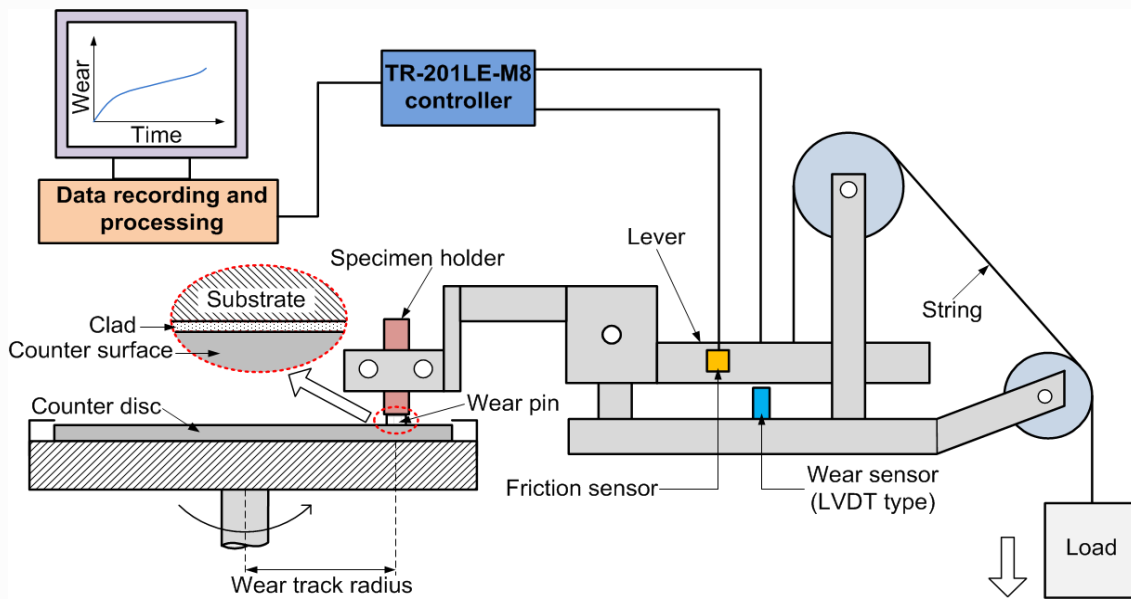 Wear
Time
TR-201LE-M8
controller
Data recording and
processing
Specimen holder
Lever
String
Substrate
Clad
Counter surface
Counter disc
Wear pin
Friction sensor
Wear sensor
(LVDT type)
Load
Wear track radius